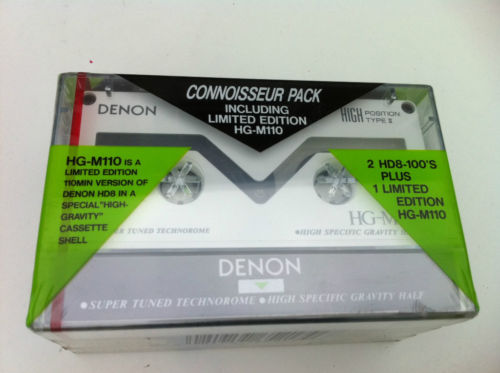 CONNOISSEUR PACK
INCLUDING
LIMITED EDITION
HG-M110
DENON
HIGH POSITION
TYPE II
HG-M110 IS A
LIMITED EDITION
110MIN VERSION OF
DENON HD8 IN A
SPECIAL "HIGH-
GRAVITY"
CASSETTE
SHELL
2 HD8-100'S
PLUS
1 LIMITED
EDITION
HG-M110
HG-M
TUNED TECHNOROME
•HIGH SPECIFIC GRAVITY
DENON
•SUPER TUNED TECHNOROME •HIGH SPECIFIC GRAVITY HALF